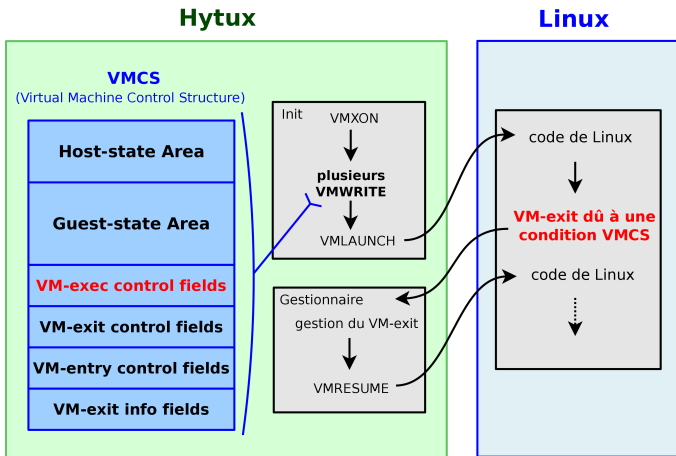 Hytux
Linux
VMCS
(Virtual Machine Control Structure)
Host-state Area
Guest-state Area
VM-exec control fields
VM-exit control fields
VM-entry control fields
VM-exit info fields
Init
VMXON
plusieurs
VMWRITE
VMLAUNCH
Gestionnaire
gestion du VM-exit
VMRESUME
code de Linux
VM-exit dû à une
condition VMCS
code de Linux